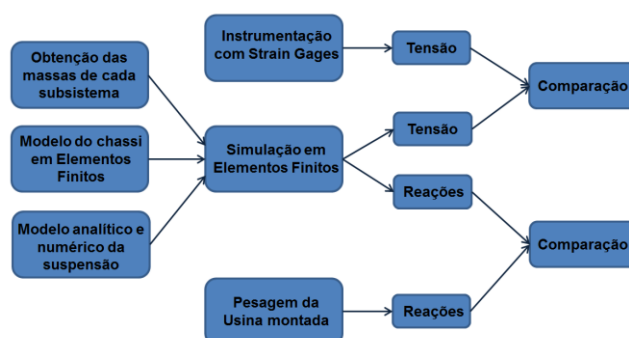 Obtenção das
massas de cada
subsistema
Modelo do chassi
em Elementos
Finitos
Modelo analítico e
numérico da
suspensão
Instrumentação
com Strain Gages
Simulação em
Elementos Finitos
Pesagem da
Usina montada
Tensão
Tensão
Reações
Reações
Comparação
Comparação